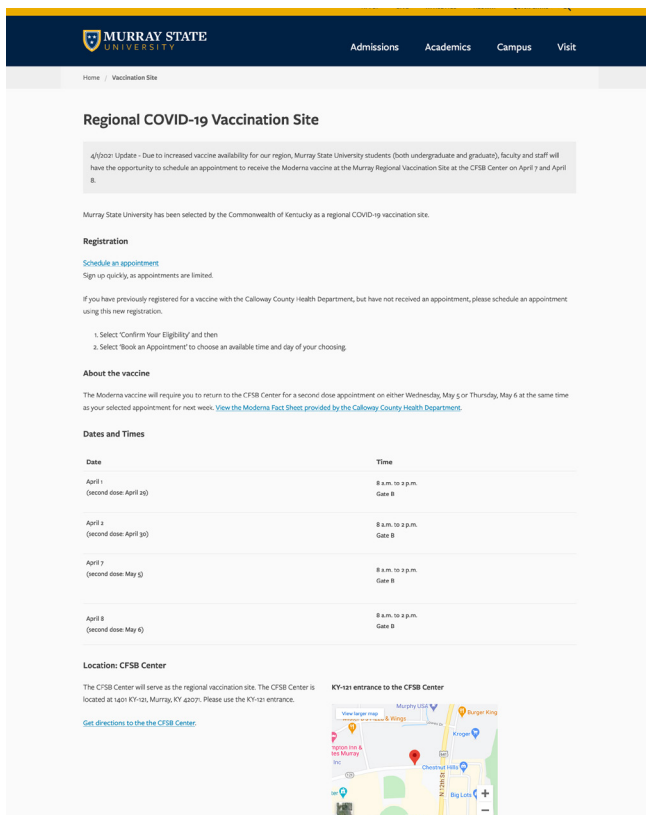 MURRAY STATE
UNIVERSITY
Admissions Academics Campus Visit
Home / Vaccination Site
Regional COVID-19 Vaccination Site
4/1/2021 Update - Due to increased vaccine availability for our region, Murray State University students (both undergraduate and graduate), faculty and staff will
have the opportunity to schedule an appointment to receive the Moderna vaccine at the Murray Regional Vaccination Site at the CFSB Center on April 7 and April
8.
Murray State University has been selected by the Commonwealth of Kentucky as a regional COVID-19 vaccination site.
Registration
Schedule an appointment
Sign up quickly, as appointments are limited.
If you have previously registered for a vaccine with the Calloway County Health Department, but have not received an appointment, please schedule an appointment
using this new registration.
1. Select 'Confirm Your Eligibility' and then
2. Select 'Book an Appointment' to choose an available time and day of your choosing.
About the vaccine
The Moderna vaccine will require you to return to the CFSB Center for a second dose appointment on either Wednesday, May 5 or Thursday, May 6 at the same time
as your selected appointment for next week. View the Moderna Fact Sheet provided by the Calloway County Health Department.
Dates and Times
Date Time
April 1 8 a.m. to 2 p.m.
(second dose: April 29) Gate B
April 2 8 a.m. to 2 p.m.
(second dose: April 30) Gate B
April 7 8 a.m. to 2 p.m.
(second dose: May 5) Gate B
April 8 8 a.m. to 2 p.m.
(second dose: May 6) Gate B
Location: CFSB Center
The CFSB Center will serve as the regional vaccination site. The CFSB Center is
located at 1401 KY-121, Murray, KY 42071. Please use the KY-121 entrance.
Get directions to the the CFSB Center.
KY-121 entrance to the CFSB Center
Murphy USA
View larger map
& Wings
Burger King
Kroger
Inn &
Murray
Inc
641
121
Chestnut Hills
N 12th St
Big Lots
+
−